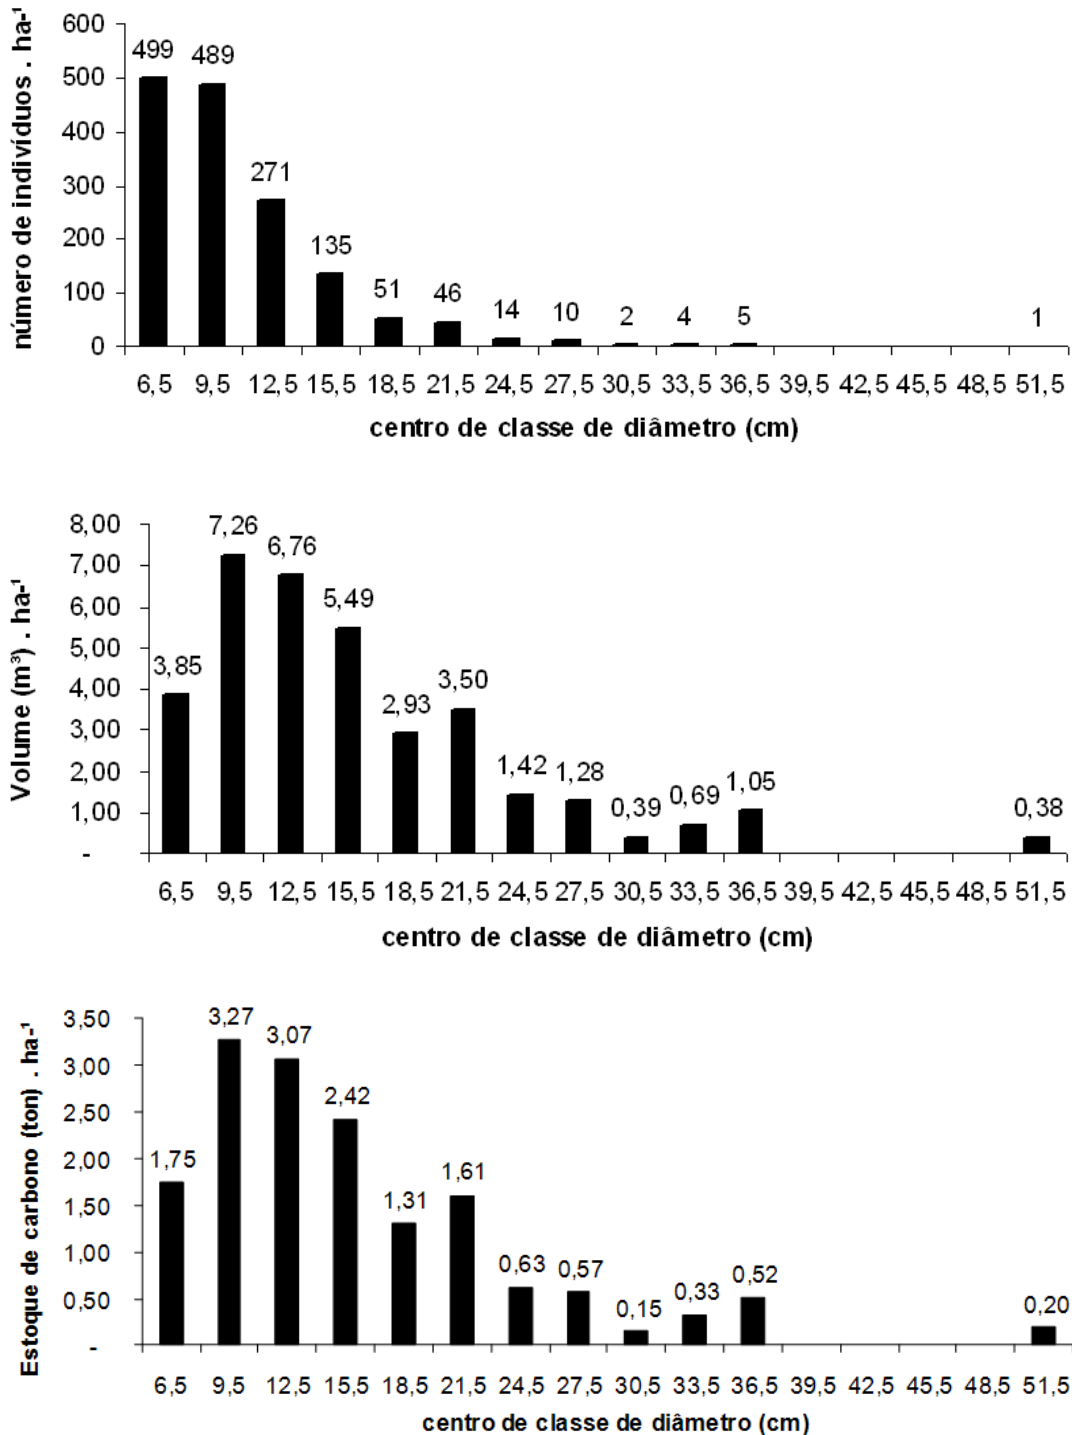 número de indivíduos . ha-¹
600
500
400
300
200
100
0
499 489 271 135 51 46 14 10 2 4 5 1
6,5 9,5 12,5 15,5 18,5 21,5 24,5 27,5 30,5 33,5 36,5 39,5 42,5 45,5 48,5 51,5
centro de classe de diâmetro (cm)
Volume (m³) . ha-¹
8,00
7,00
6,00
5,00
4,00
3,00
2,00
1,00
-
3,85 7,26 6,76 5,49 2,93 3,50 1,42 1,28 0,39 0,69 1,05 0,38
6,5 9,5 12,5 15,5 18,5 21,5 24,5 27,5 30,5 33,5 36,5 39,5 42,5 45,5 48,5 51,5
centro de classe de diâmetro (cm)
Estoque de carbono (ton) . ha-¹
3,50
3,00
2,50
2,00
1,50
1,00
0,50
-
1,75 3,27 3,07 2,42 1,31 1,61 0,63 0,57 0,15 0,33 0,52 0,20
6,5 9,5 12,5 15,5 18,5 21,5 24,5 27,5 30,5 33,5 36,5 39,5 42,5 45,5 48,5 51,5
centro de classe de diâmetro (cm)